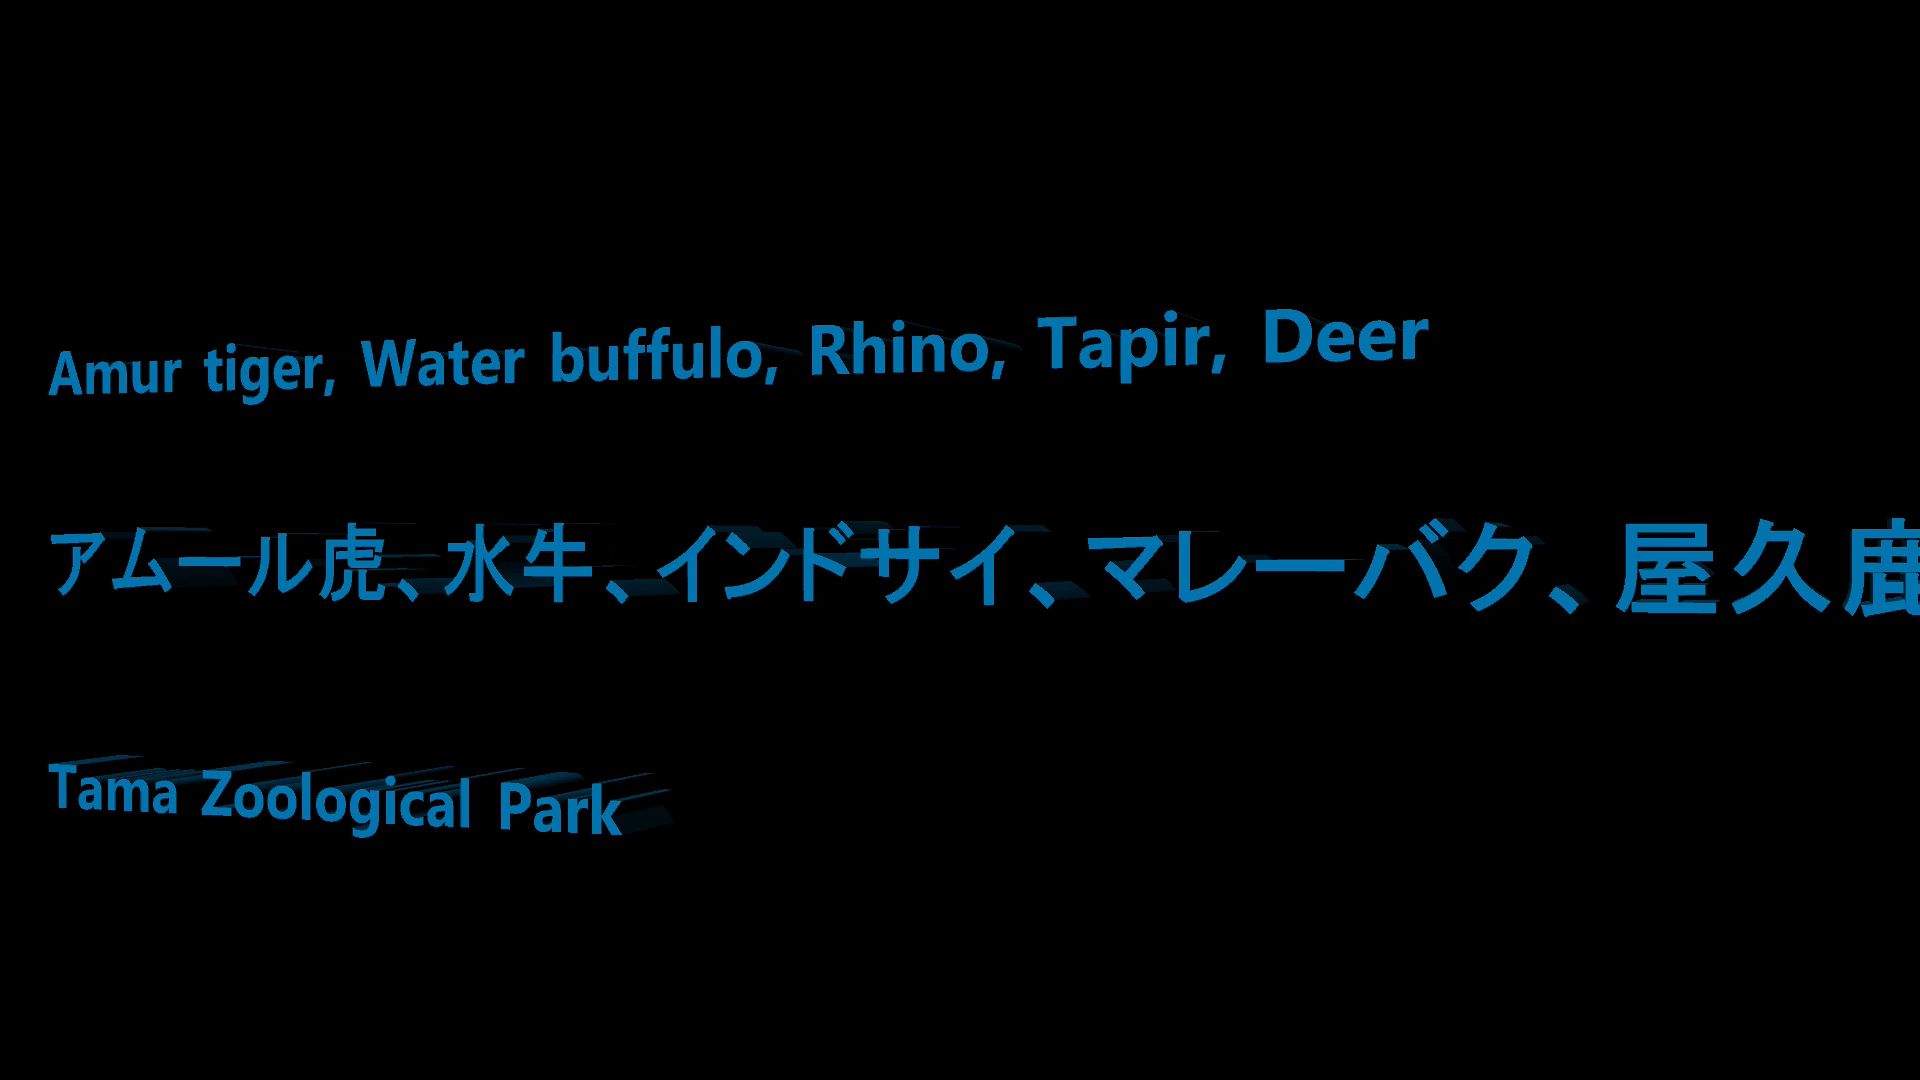 Amur tiger, Water buffulo, Rhino, Tapir, Deer
アムール虎、水牛、インドサイ、マレーバク、屋久鹿
Tama Zoological Park